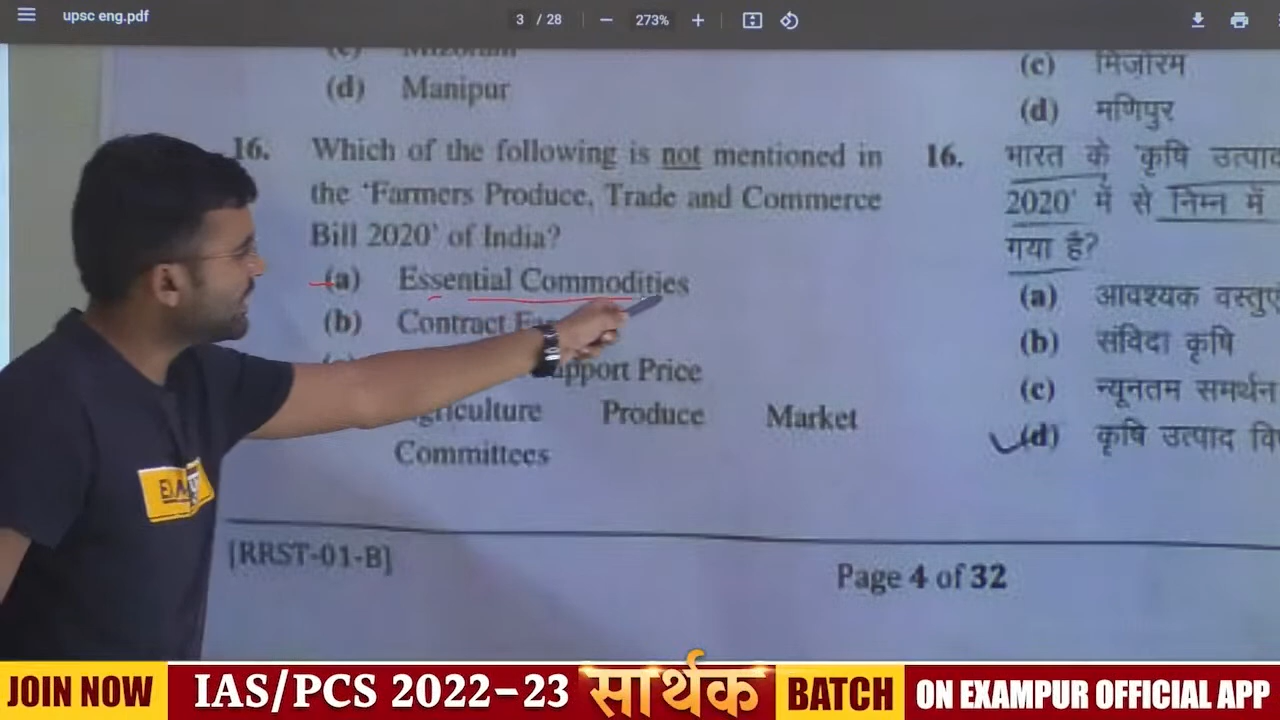 upsc eng.pdf
3 / 28
273%
(c) Mizoram
(d) Manipur
16. Which of the following is not mentioned in
the 'Farmers Produce, Trade and Commerce
Bill 2020' of India?
(a) Essential Commodities
(b) Contract
upport Price
griculture Produce Market
Committees
[RRST-01-B]
(c) मिज़ोरम
(d) मणिपुर
16. भारत के 'कृषि
2020' में से निम्न में
गया है?
(a) आवश्यक
(b) संविदा कृषि
(c) न्यूनतम समर्थन
(d) कृषि उत्पाद
Page 4 of 32
JOIN NOW
IAS/PCS 2022-23 सार्थक BATCH
ON EXAMPUR OFFICIAL APP